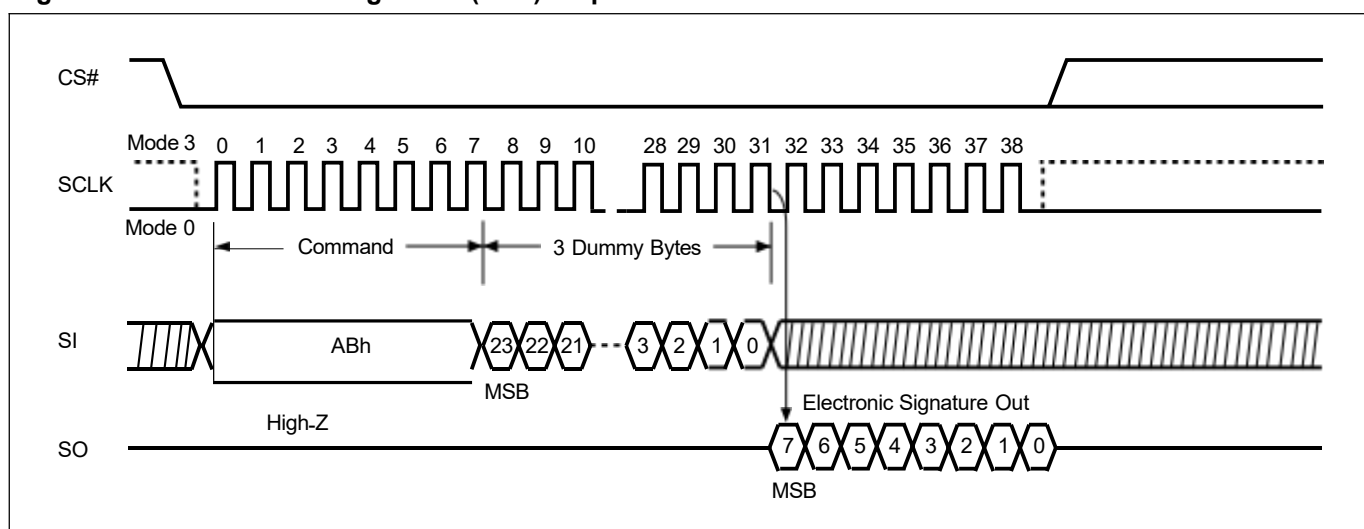 CS#
Mode 3 0 1 2 3 4 5 6 7 8 9 10 28 29 30 31 32 33 34 35 36 37 38
SCLK
Mode 0
Command 3 Dummy Bytes
SI ABh 23 22 21 3 2 1 0
MSB
Electronic Signature Out
High-Z
SO 7 6 5 4 3 2 1 0
MSB